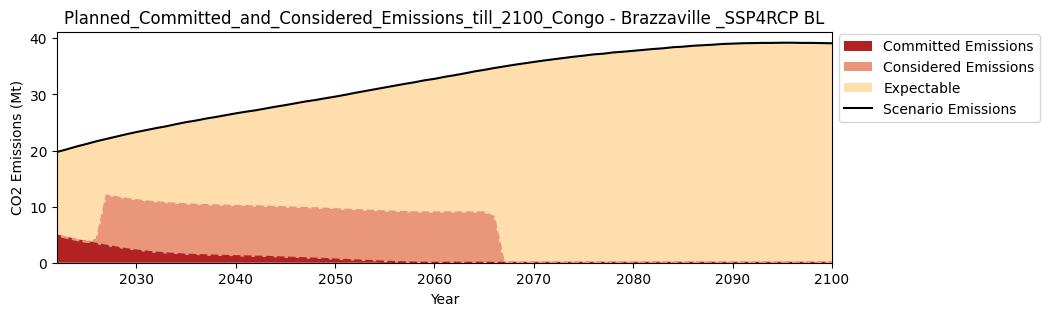 Planned_Committed_and_Considered_Emissions_till_2100_Congo - Brazzaville _SSP4RCP BL
CO2 Emissions (Mt)
40
30
20
10
0
2030 2040 2050 2060 2070 2080 2090 2100
Year
Committed Emissions
Considered Emissions
Expectable
Scenario Emissions